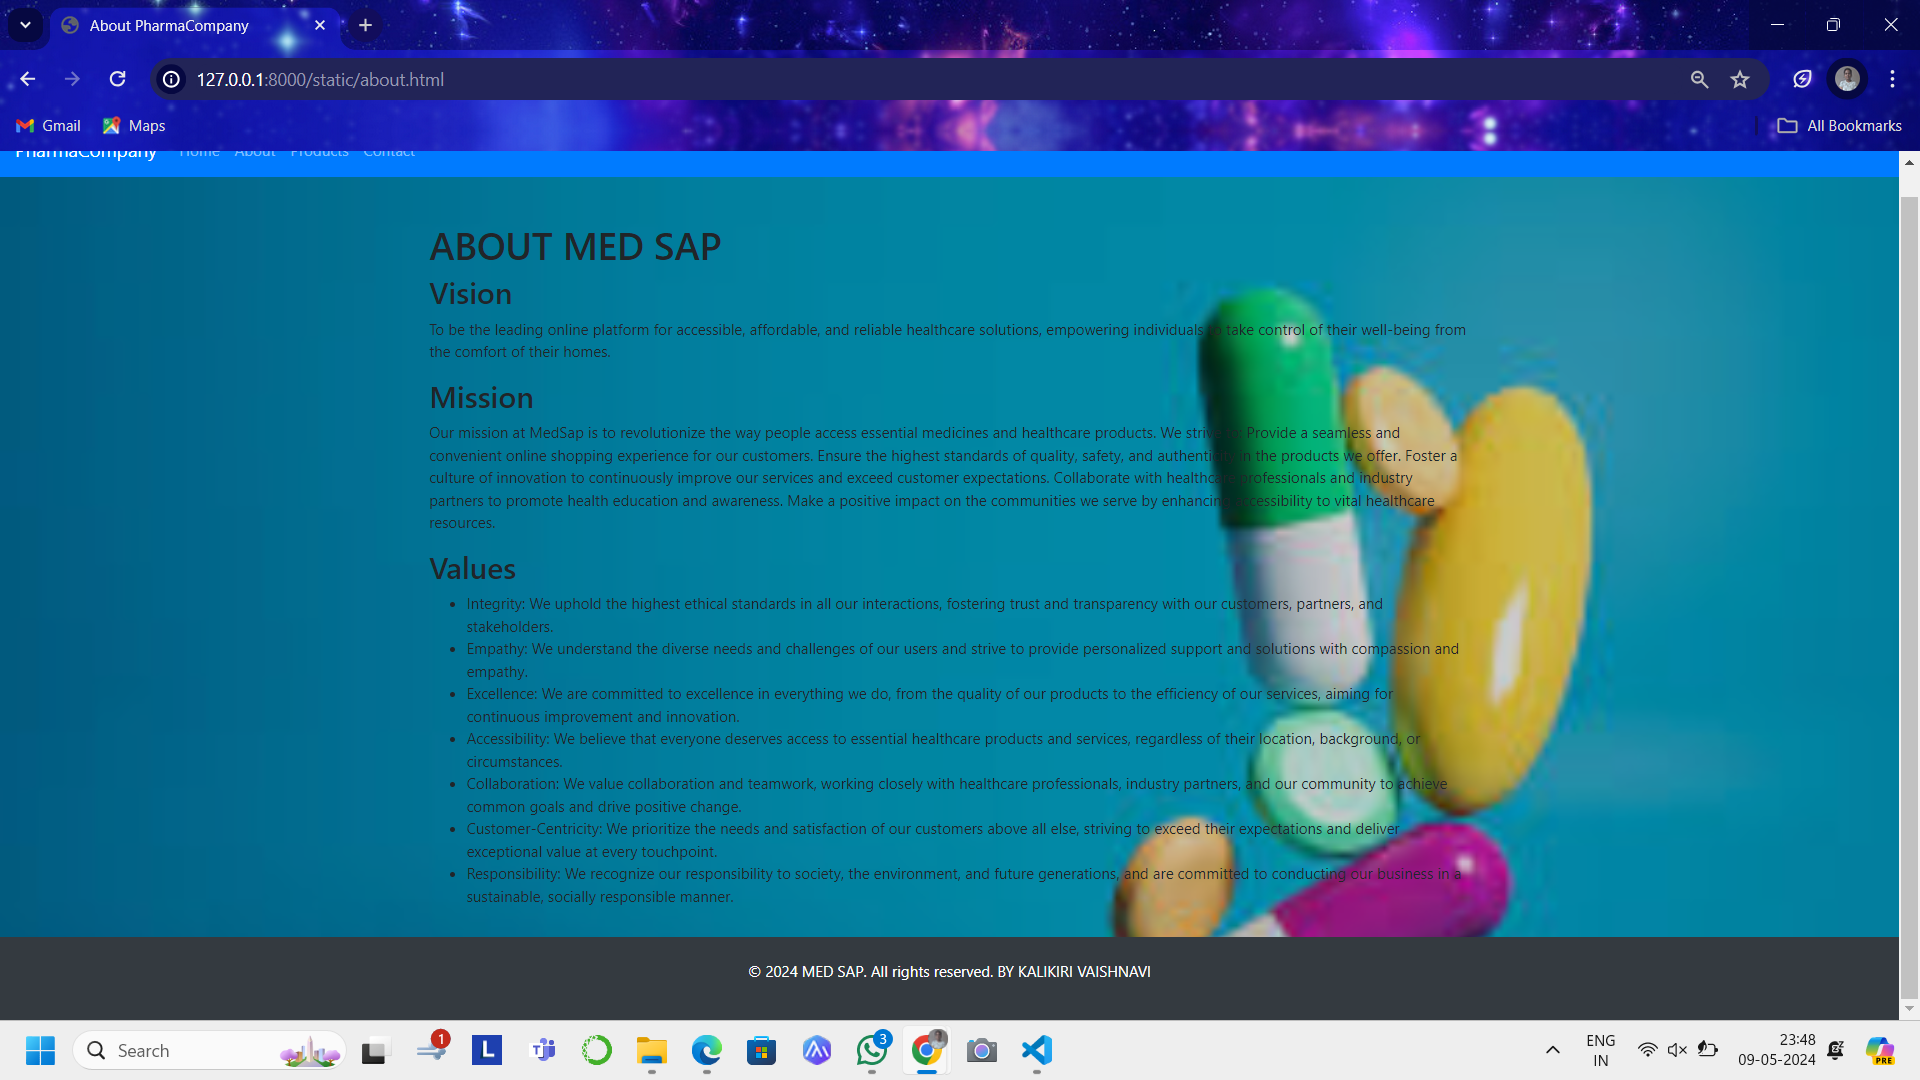 About PharmaCompany
127.0.0.1:8000/static/about.html
Gmail Maps All Bookmarks
PharmaCompany Home About Products Contact
ABOUT MED SAP
Vision
To be the leading online platform for accessible, affordable, and reliable healthcare solutions, empowering individuals to take control of their well-being from
the comfort of their homes.
Mission
Our mission at MedSap is to revolutionize the way people access essential medicines and healthcare products. We strive to: Provide a seamless and
convenient online shopping experience for our customers. Ensure the highest standards of quality, safety, and authenticity in the products we offer. Foster a
culture of innovation to continuously improve our services and exceed customer expectations. Collaborate with healthcare professionals and industry
partners to promote health education and awareness. Make a positive impact on the communities we serve by enhancing accessibility to vital healthcare
resources.
Values
• Integrity: We uphold the highest ethical standards in all our interactions, fostering trust and transparency with our customers, partners, and
stakeholders.
• Empathy: We understand the diverse needs and challenges of our users and strive to provide personalized support and solutions with compassion and
empathy.
• Excellence: We are committed to excellence in everything we do, from the quality of our products to the efficiency of our services, aiming for
continuous improvement and innovation.
• Accessibility: We believe that everyone deserves access to essential healthcare products and services, regardless of their location, background, or
circumstances.
• Collaboration: We value collaboration and teamwork, working closely with healthcare professionals, industry partners, and our community to achieve
common goals and drive positive change.
• Customer-Centricity: We prioritize the needs and satisfaction of our customers above all else, striving to exceed their expectations and deliver
exceptional value at every touchpoint.
• Responsibility: We recognize our responsibility to society, the environment, and future generations, and are committed to conducting our business in a
sustainable, socially responsible manner.
© 2024 MED SAP. All rights reserved. BY KALIKIRI VAISHNAVI
Search 1 L 3 ENG 23:48
IN 09-05-2024 PRE